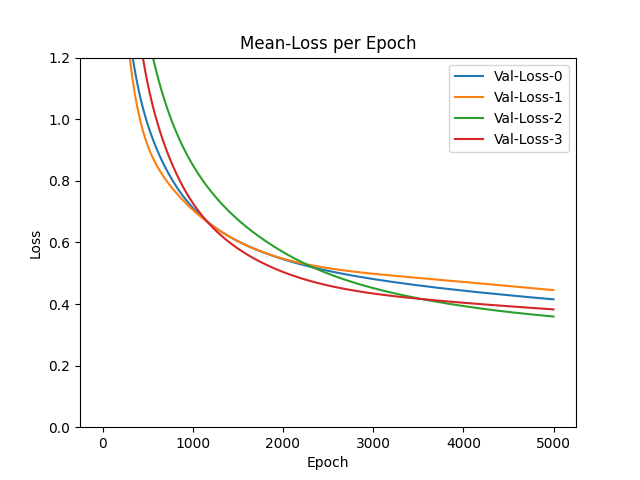 Mean-Loss per Epoch
1.2
1.0
0.8
0.6
0.4
0.2
0.0
Loss
Val-Loss-0
Val-Loss-1
Val-Loss-2
Val-Loss-3
0 1000 2000 3000 4000 5000
Epoch